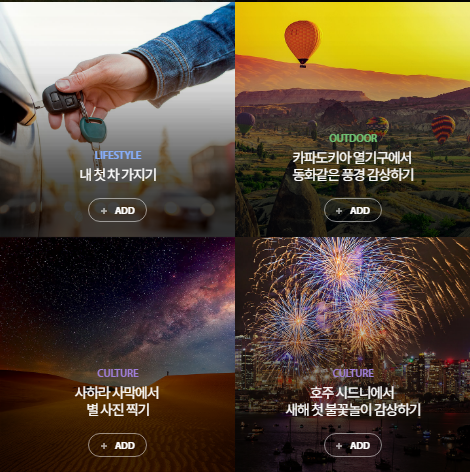 LIFESTYLE
내 첫 차 가지기
+ ADD
OUTDOOR
카파도키아 열기구에서
동화같은 풍경 감상하기
+ ADD
CULTURE
사하라 사막에서
별 사진 찍기
+ ADD
CULTURE
호주 시드니에서
새해 첫 불꽃놀이 감상하기
+ ADD